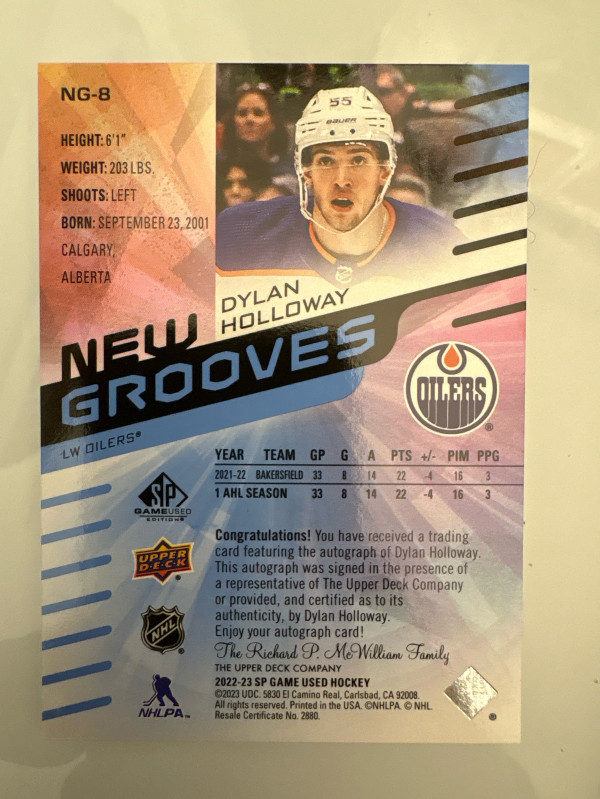 NG-8
HEIGHT: 6'1"
WEIGHT: 203 LBS.
SHOOTS: LEFT
BORN: SEPTEMBER 23, 2001
CALGARY,
ALBERTA
55
BAUER
DYLAN
HOLLOWAY
NEW
GROOVES
LW OILERS®
OILERS
®
YEAR TEAM GP G A PTS +/- PIM PPG
2021-22 BAKERSFIELD 33 8 14 22 -4 16 3
1 AHL SEASON 33 8 14 22 -4 16 3
SP
GAME USED
EDITION®
UPPER
DECK
®
NHL
®
NHLPA™
Congratulations! You have received a trading
card featuring the autograph of Dylan Holloway.
This autograph was signed in the presence of
a representative of The Upper Deck Company
or provided, and certified as to its
authenticity, by Dylan Holloway.
Enjoy your autograph card!
The Richard P. McWilliam Family
THE UPPER DECK COMPANY
2022-23 SP GAME USED HOCKEY
©2023 UDC. 5830 El Camino Real, Carlsbad, CA 92008.
All rights reserved. Printed in the USA. ©NHLPA. © NHL.
Resale Certificate No. 2880.
®